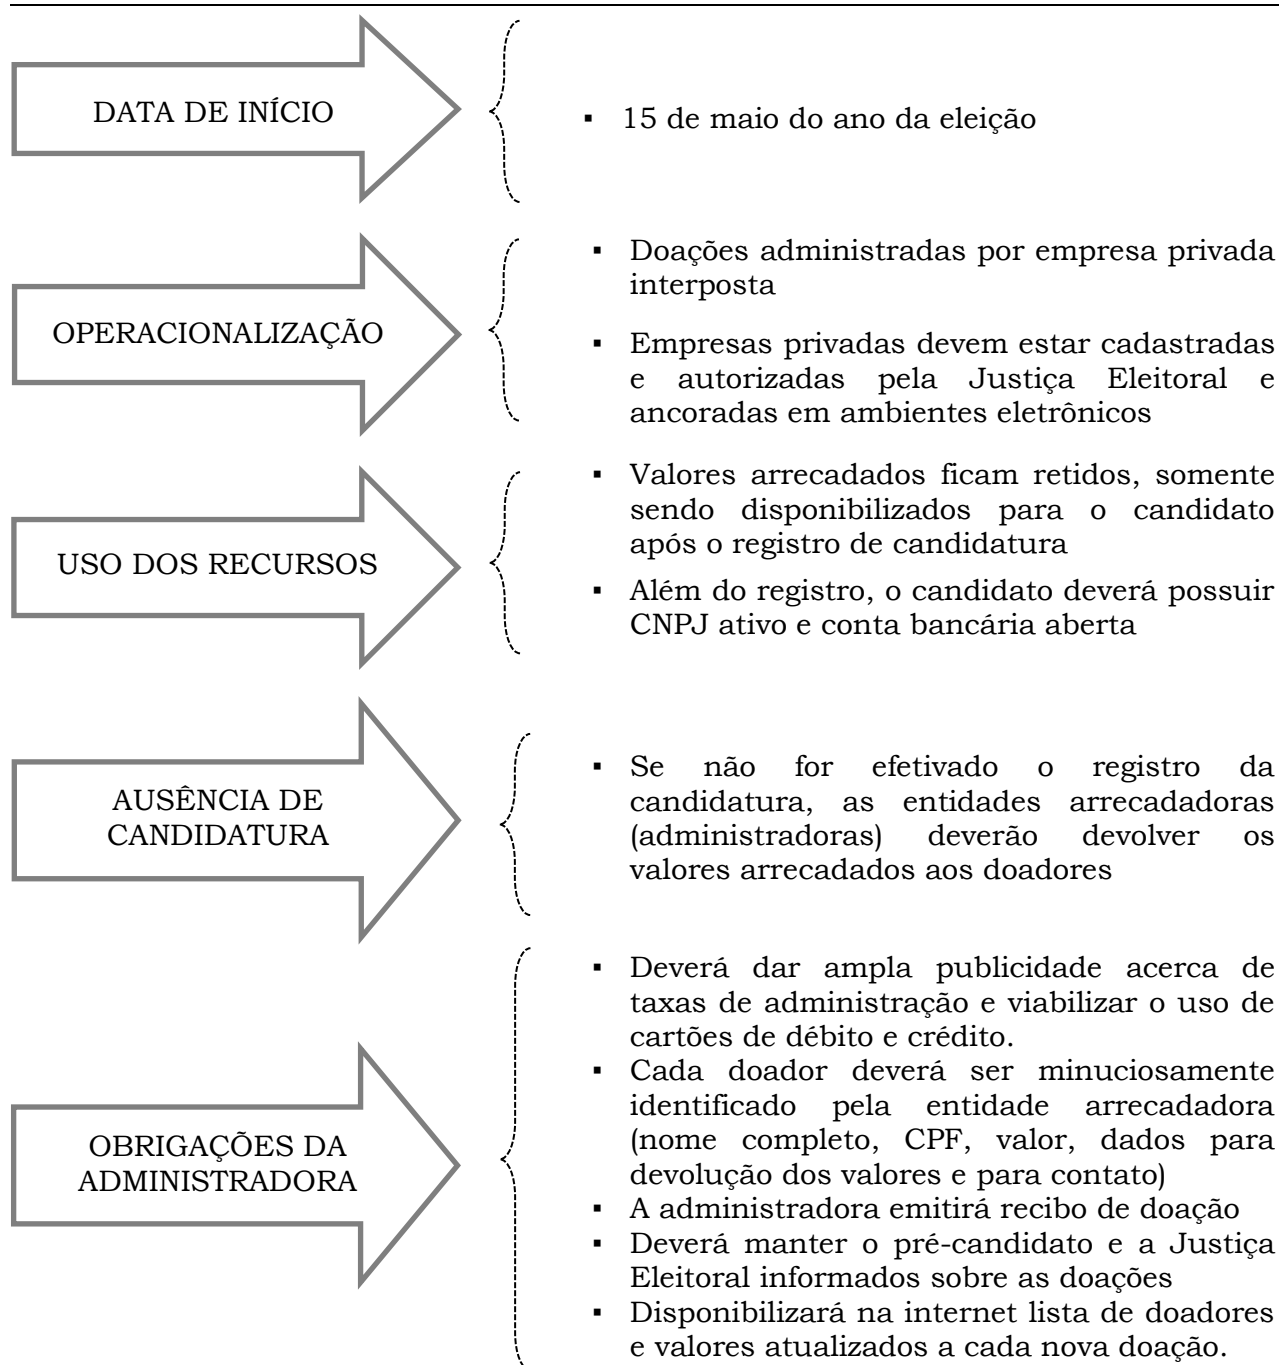 DATA DE INÍCIO
▪ 15 de maio do ano da eleição
OPERACIONALIZAÇÃO
▪ Doações administradas por empresa privada
interposta
▪ Empresas privadas devem estar cadastradas
e autorizadas pela Justiça Eleitoral e
ancoradas em ambientes eletrônicos
USO DOS RECURSOS
▪ Valores arrecadados ficam retidos, somente
sendo disponibilizados para o candidato
após o registro de candidatura
▪ Além do registro, o candidato deverá possuir
CNPJ ativo e conta bancária aberta
AUSÊNCIA DE
CANDIDATURA
▪ Se não for efetivado o registro da
candidatura, as entidades arrecadadoras
(administradoras) deverão devolver os
valores arrecadados aos doadores
OBRIGAÇÕES DA
ADMINISTRADORA
▪ Deverá dar ampla publicidade acerca de
taxas de administração e viabilizar o uso de
cartões de débito e crédito.
▪ Cada doador deverá ser minuciosamente
identificado pela entidade arrecadadora
(nome completo, CPF, valor, dados para
devolução dos valores e para contato)
▪ A administradora emitirá recibo de doação
▪ Deverá manter o pré-candidato e a Justiça
Eleitoral informados sobre as doações
▪ Disponibilizará na internet lista de doadores
e valores atualizados a cada nova doação.